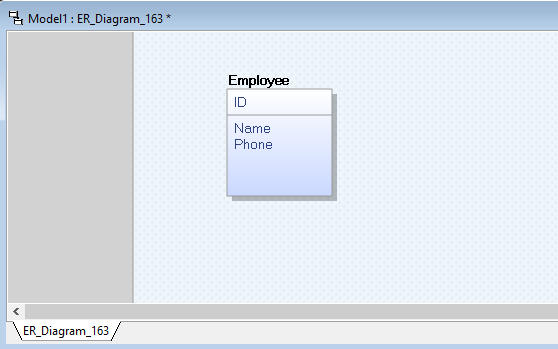 Model1 : ER_Diagram_163 *
Employee
ID
Name
Phone
ER_Diagram_163